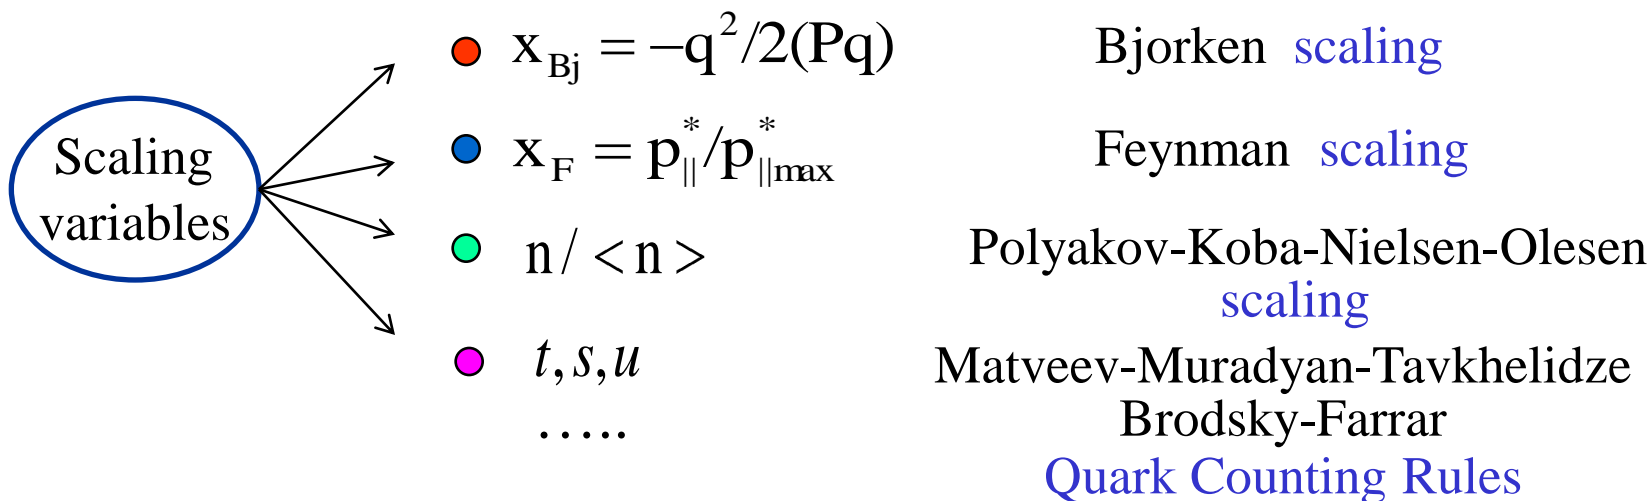 Scaling
variables
x_Bj = −q²/2(Pq)
Bjorken scaling
x_F = p*_||/p*_||max
Feynman scaling
n/ <n>
Polyakov-Koba-Nielsen-Olesen
scaling
t,s,u
Matveev-Muradyan-Tavkhelidze
…..
Brodsky-Farrar
Quark Counting Rules